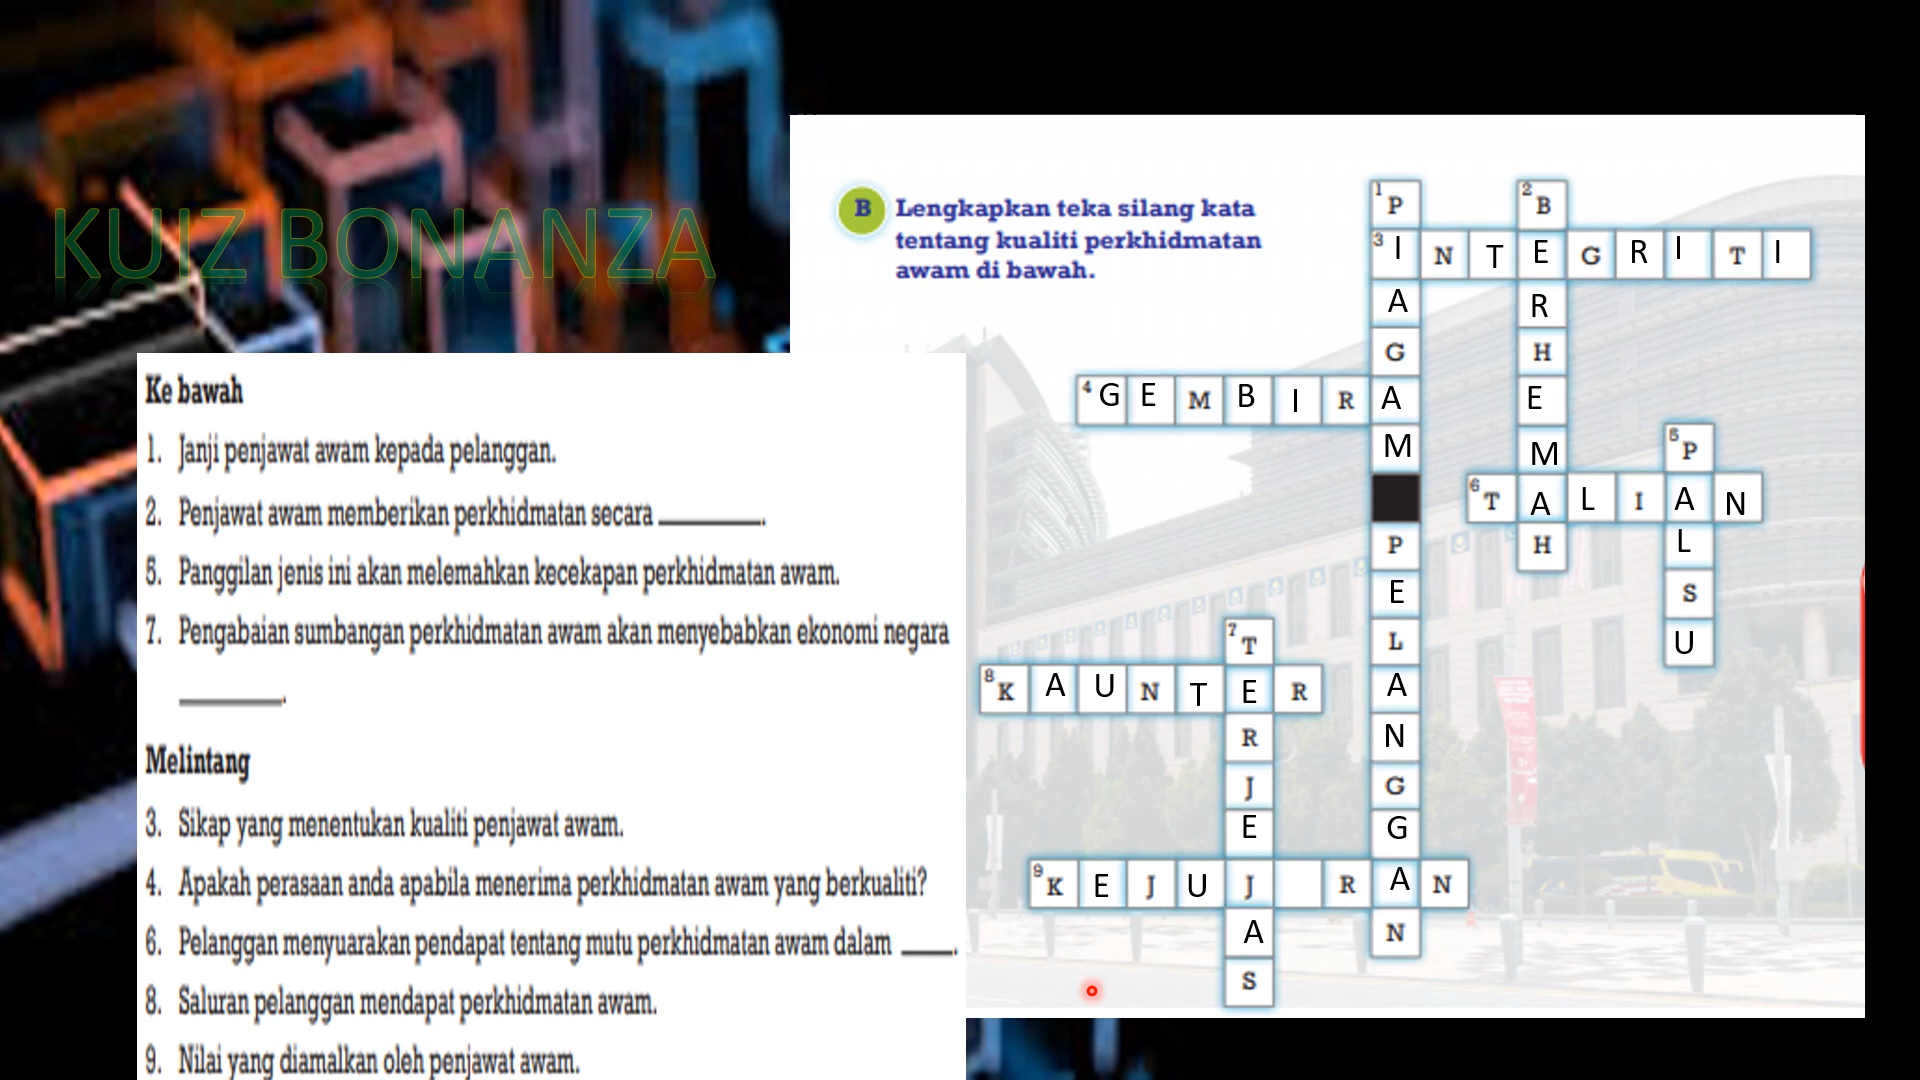 KUIZ BONANZA
B Lengkapkan teka silang kata
tentang kualiti perkhidmatan
awam di bawah.
Ke bawah
1. Janji penjawat awam kepada pelanggan.
2. Penjawat awam memberikan perkhidmatan secara ________.
5. Panggilan jenis ini akan melemahkan kecekapan perkhidmatan awam.
7. Pengabaian sumbangan perkhidmatan awam akan menyebabkan ekonomi negara
________.
Melintang
3. Sikap yang menentukan kualiti penjawat awam.
4. Apakah perasaan anda apabila menerima perkhidmatan awam yang berkualiti?
6. Pelanggan menyuarakan pendapat tentang mutu perkhidmatan awam dalam ____.
8. Saluran pelanggan mendapat perkhidmatan awam.
9. Nilai yang diamalkan oleh penjawat awam.
1 P 2 B
3 I N T E G R I T I
A R
G H
4 G E M B I R A E
M M 5 P
6 T A L I A N
P H L
E S
7 T L U
8 K A U N T E R A
R N
J G
E G
9 K E J U J R A N
A N
S